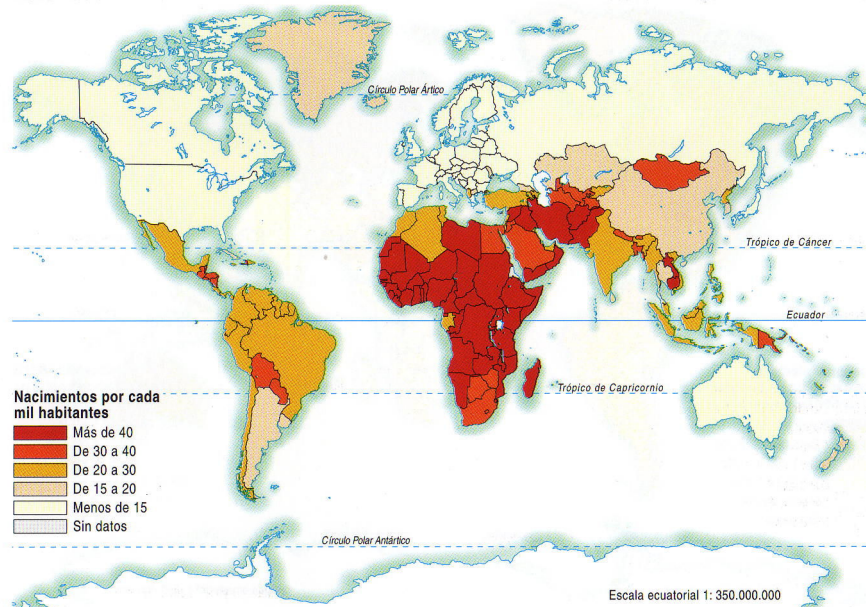 Círculo Polar Ártico
Trópico de Cáncer
Ecuador
Trópico de Capricornio
Nacimientos por cada
mil habitantes
Más de 40
De 30 a 40
De 20 a 30
De 15 a 20
Menos de 15
Sin datos
Círculo Polar Antártico
Escala ecuatorial 1: 350.000.000